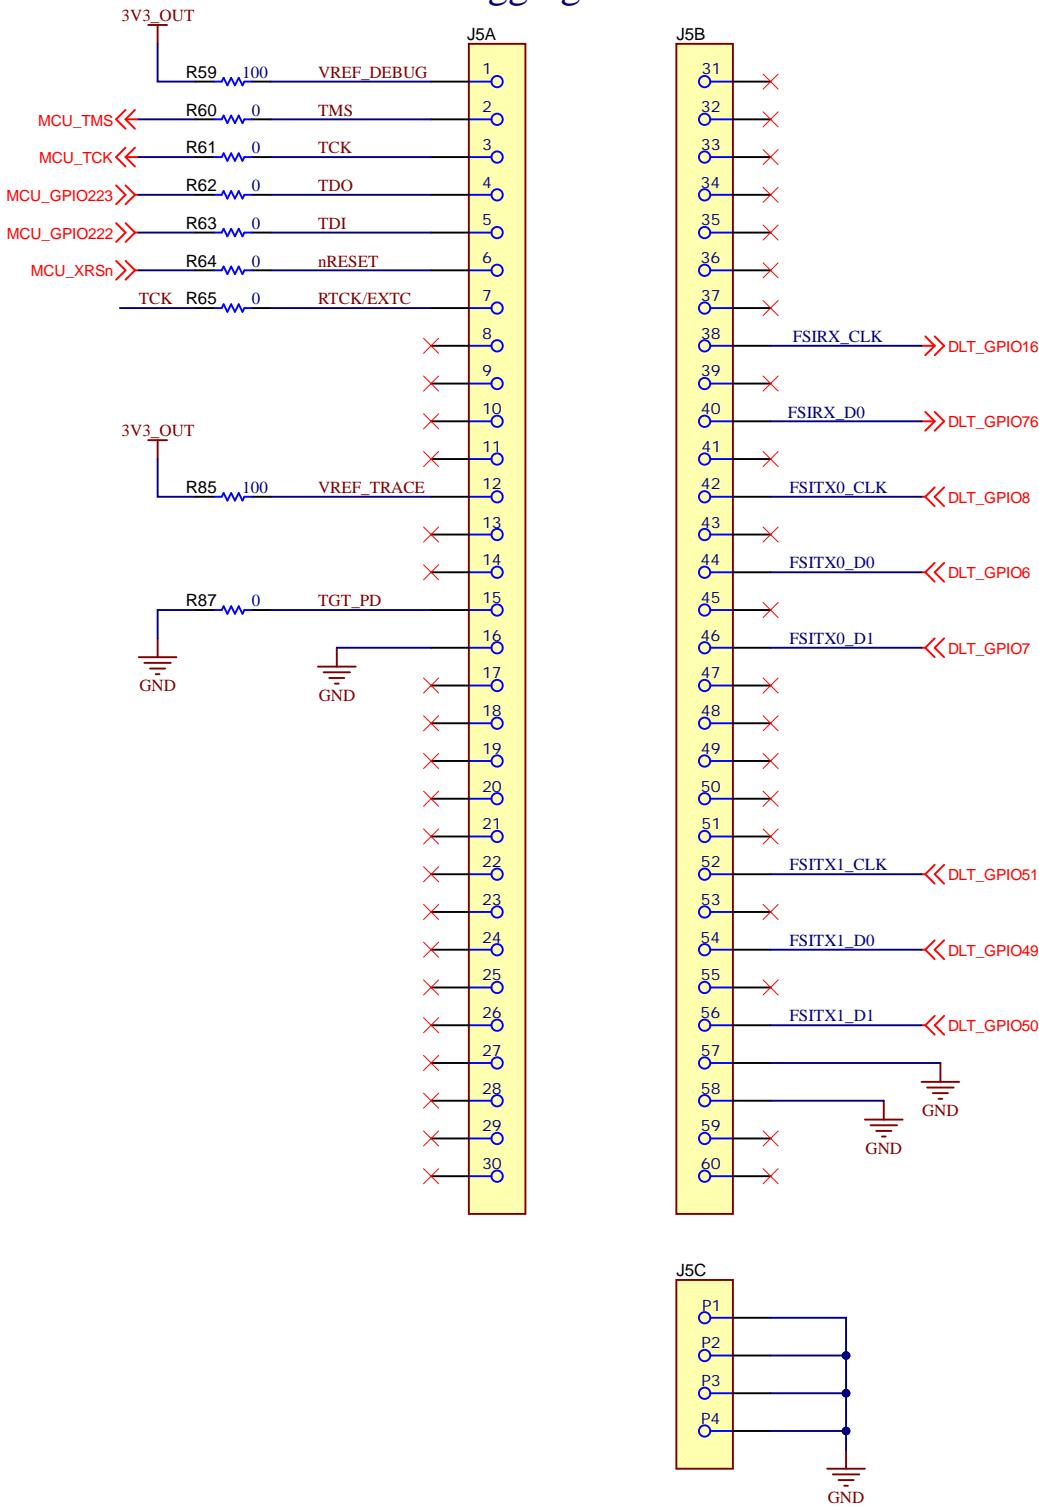 3V3_OUT
J5A
R59 100 VREF_DEBUG 1
MCU_TMS R60 0 TMS 2
MCU_TCK R61 0 TCK 3
MCU_GPIO223 R62 0 TDO 4
MCU_GPIO222 R63 0 TDI 5
MCU_XRSn R64 0 nRESET 6
TCK R65 0 RTCK/EXTC 7
8
9
10
3V3_OUT
11
R85 100 VREF_TRACE 12
13
14
R87 0 TGT_PD 15
16
GND
GND
17
18
19
20
21
22
23
24
25
26
27
28
29
30
J5B
31
32
33
34
35
36
37
38 FSIRX_CLK DLT_GPIO16
39
40 FSIRX_D0 DLT_GPIO76
41
42 FSITX0_CLK DLT_GPIO8
43
44 FSITX0_D0 DLT_GPIO6
45
46 FSITX0_D1 DLT_GPIO7
47
48
49
50
51
52 FSITX1_CLK DLT_GPIO51
53
54 FSITX1_D0 DLT_GPIO49
55
56 FSITX1_D1 DLT_GPIO50
57
58
GND
59
GND
60
J5C
P1
P2
P3
P4
GND